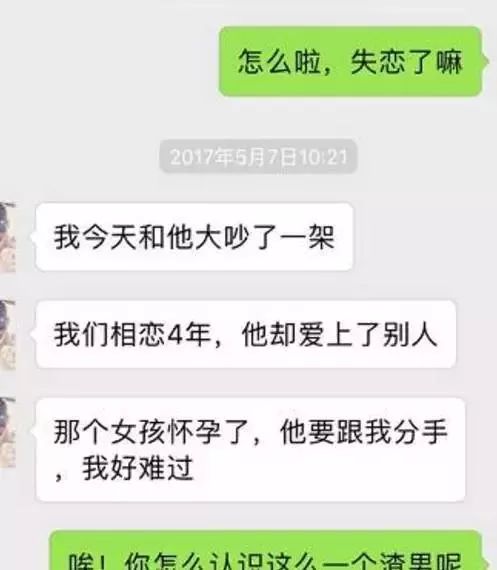 怎么啦，失恋了嘛
2017年5月7日10:21
我今天和他大吵了一架
我们相恋4年，他却爱上了别人
那个女孩怀孕了，他要跟我分手
，我好难过
唉！你怎么认识这么一个渣男呢